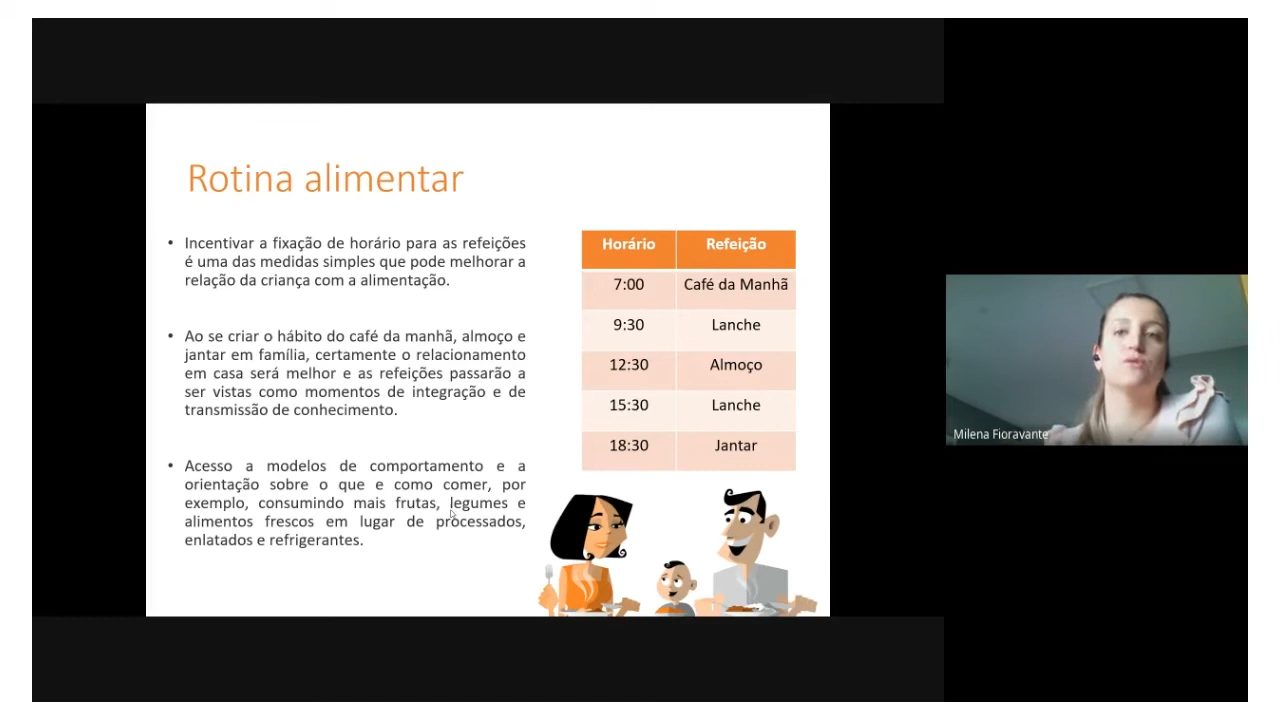 Rotina alimentar
• Incentivar a fixação de horário para as refeições
é uma das medidas simples que pode melhorar a
relação da criança com a alimentação.
• Ao se criar o hábito do café da manhã, almoço e
jantar em família, certamente o relacionamento
em casa será melhor e as refeições passarão a
ser vistas como momentos de integração e de
transmissão de conhecimento.
• Acesso a modelos de comportamento e a
orientação sobre o que e como comer, por
exemplo, consumindo mais frutas, legumes e
alimentos frescos em lugar de processados,
enlatados e refrigerantes.
Horário Refeição
7:00 Café da Manhã
9:30 Lanche
12:30 Almoço
15:30 Lanche
18:30 Jantar
Milena Fioravante